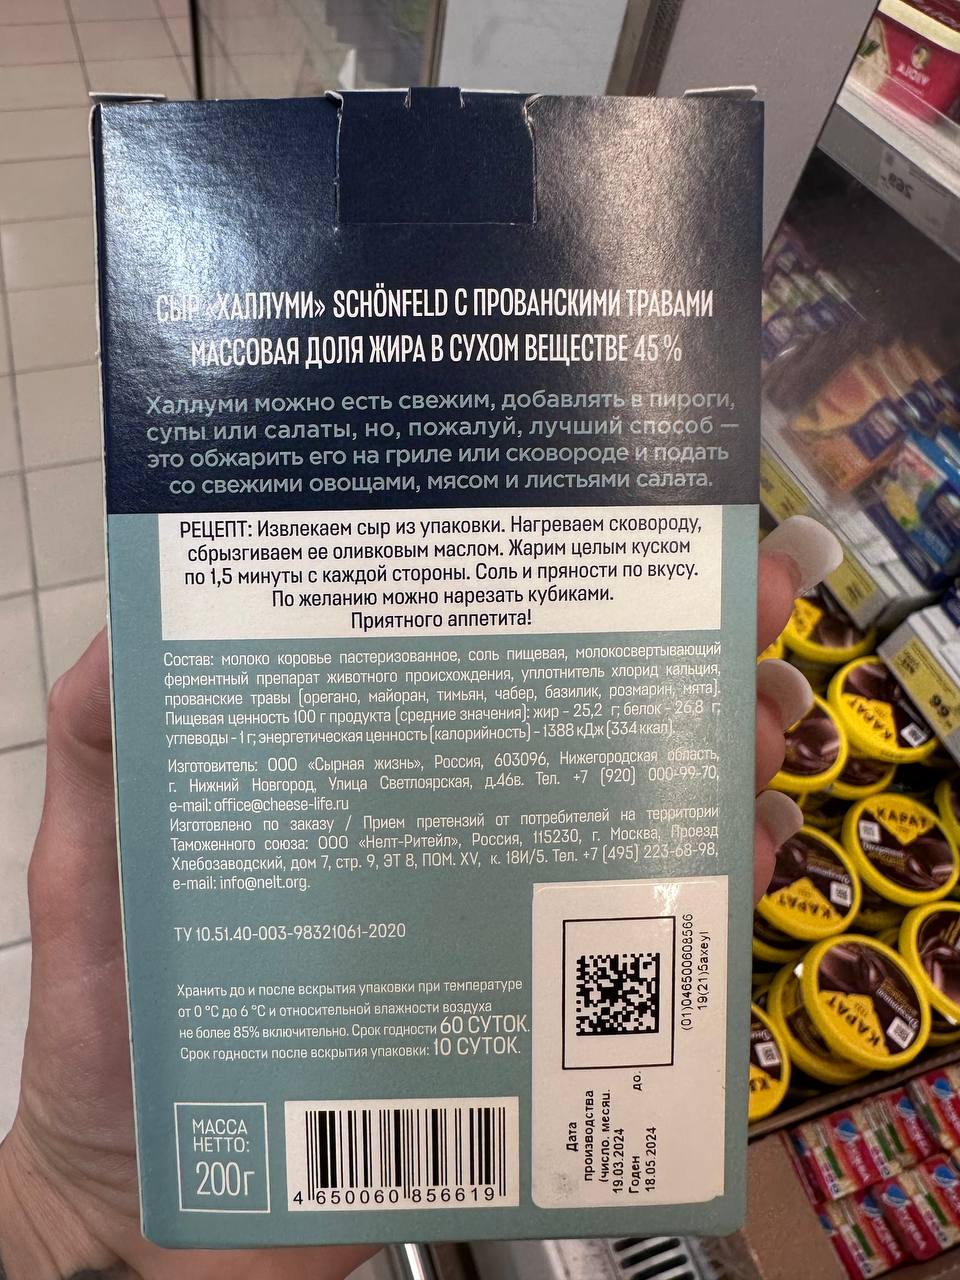 СЫР «ХАЛЛУМИ» SCHÖNFELD С ПРОВАНСКИМИ ТРАВАМИ
МАССОВАЯ ДОЛЯ ЖИРА В СУХОМ ВЕЩЕСТВЕ 45 %
Халлуми можно есть свежим, добавлять в пироги,
супы или салаты, но, пожалуй, лучший способ —
это обжарить его на гриле или сковороде и подать
со свежими овощами, мясом и листьями салата.
РЕЦЕПТ: Извлекаем сыр из упаковки. Нагреваем сковороду,
сбрызгиваем ее оливковым маслом. Жарим целым куском
по 1,5 минуты с каждой стороны. Соль и пряности по вкусу.
По желанию можно нарезать кубиками.
Приятного аппетита!
Состав: молоко коровье пастеризованное, соль пищевая, молокосвертывающий
ферментный препарат животного происхождения, уплотнитель хлорид кальция,
прованские травы (орегано, майоран, тимьян, чабер, базилик, розмарин, мята).
Пищевая ценность 100 г продукта (средние значения): жир – 25,2 г; белок – 26,8 г;
углеводы – 1 г; энергетическая ценность (калорийность) – 1388 кДж (334 ккал).
Изготовитель: ООО «Сырная жизнь», Россия, 603096, Нижегородская область,
г. Нижний Новгород, Улица Светлоярская, д.46в. Тел. +7 (920) 000-99-70,
e-mail: office@cheese-life.ru
Изготовлено по заказу / Прием претензий от потребителей на территории
Таможенного союза: ООО «Нелт-Ритейл», Россия, 115230, г. Москва, Проезд
Хлебозаводский, дом 7, стр. 9, ЭТ 8, ПОМ. XV, к. 18И/5. Тел. +7 (495) 223-68-98,
e-mail: info@nelt.org.
ТУ 10.51.40-003-98321061-2020
Хранить до и после вскрытия упаковки при температуре
от 0 °С до 6 °С и относительной влажности воздуха
не более 85% включительно. Срок годности 60 СУТОК.
Срок годности после вскрытия упаковки: 10 СУТОК.
МАССА
НЕТТО:
200г
4 650060 856619
(01)046500608566
19(21)5axeyI
Дата
производства
(число. месяц.
19.03.2024
Годен до.
18.05.2024
VIOLA
КАРАТ
КАРАТ
КАРАТ
КАРАТ